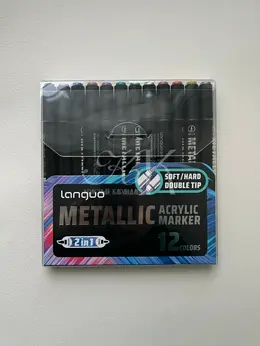 SOFT/HARD
DOUBLE TIP
Languo
METALLIC
ACRYLIC
MARKER
2 in 1
12
COLORS